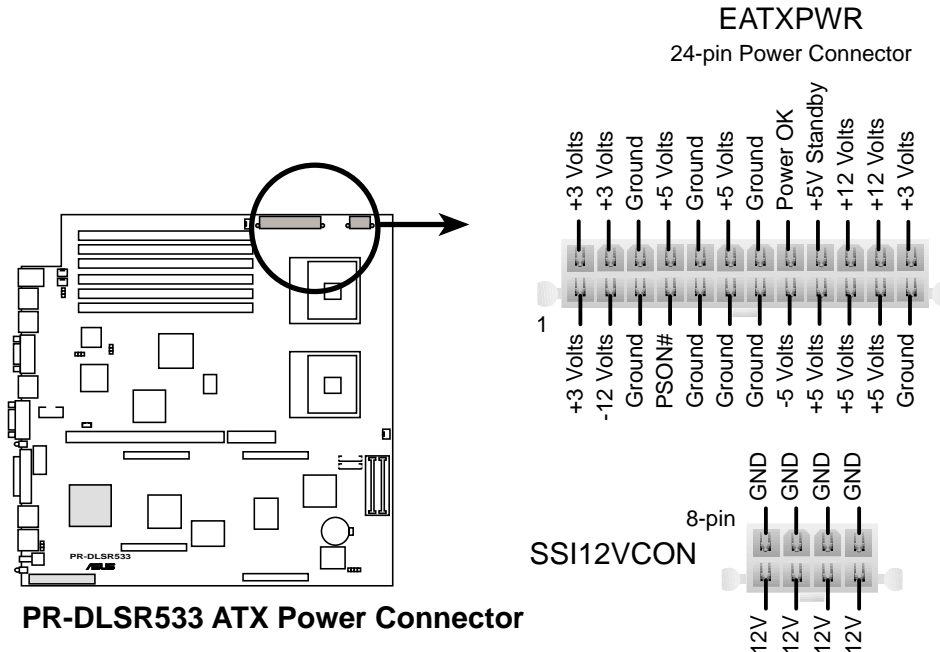 EATXPWR
24-pin Power Connector
+3 Volts
+3 Volts
Ground
+5 Volts
Ground
+5 Volts
Ground
Power OK
+5V Standby
+12 Volts
+12 Volts
+3 Volts
1
+3 Volts
-12 Volts
Ground
PSON#
Ground
Ground
Ground
-5 Volts
+5 Volts
+5 Volts
+5 Volts
Ground
GND
GND
GND
GND
8-pin
SSI12VCON
12V
12V
12V
12V
PR-DLSR533
ASUS
PR-DLSR533 ATX Power Connector